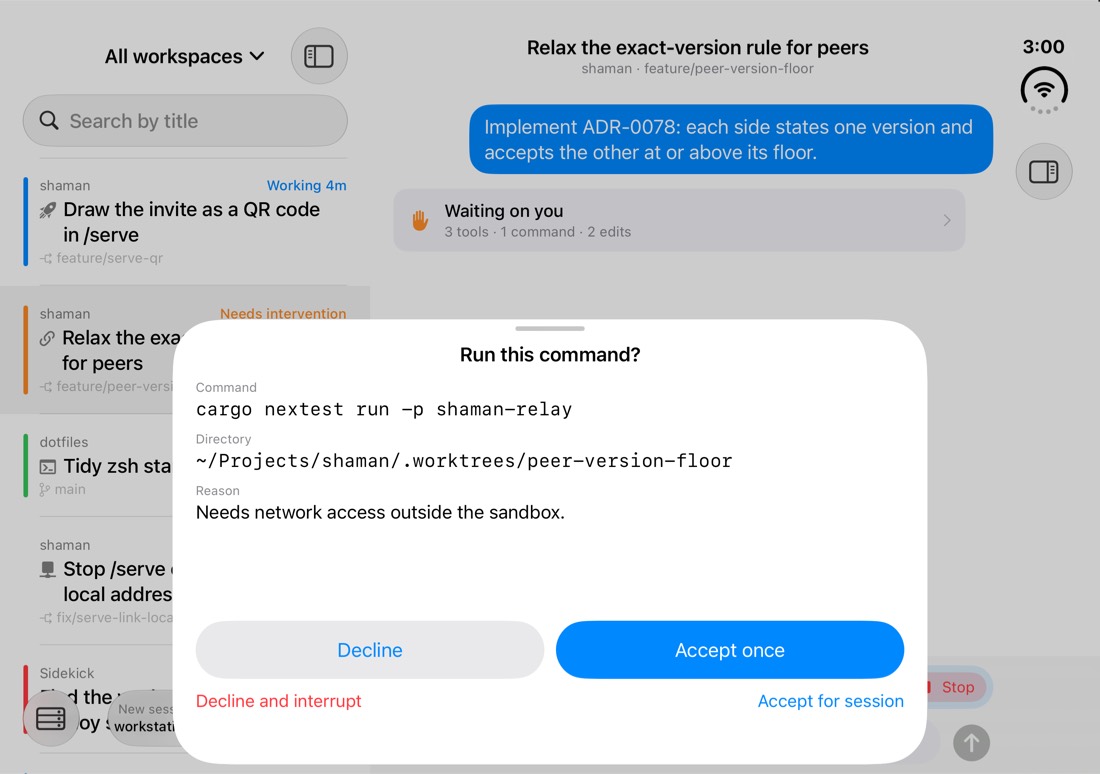 All workspaces
Search by title
shaman
Working 4m
Draw the invite as a QR code
in /serve
feature/serve-qr
shaman
Needs intervention
Relax the exa
for peers
feature/peer-versi
dotfiles
Tidy zsh sta
main
shaman
Stop /serve
local addres
fix/serve-link-loca
Sidekick
the
oy
New sess
workstati
Relax the exact-version rule for peers
shaman · feature/peer-version-floor
3:00
Implement ADR-0078: each side states one version and
accepts the other at or above its floor.
Waiting on you
3 tools · 1 command · 2 edits
Run this command?
Command
cargo nextest run -p shaman-relay
Directory
~/Projects/shaman/.worktrees/peer-version-floor
Reason
Needs network access outside the sandbox.
Decline
Accept once
Decline and interrupt
Accept for session
Stop